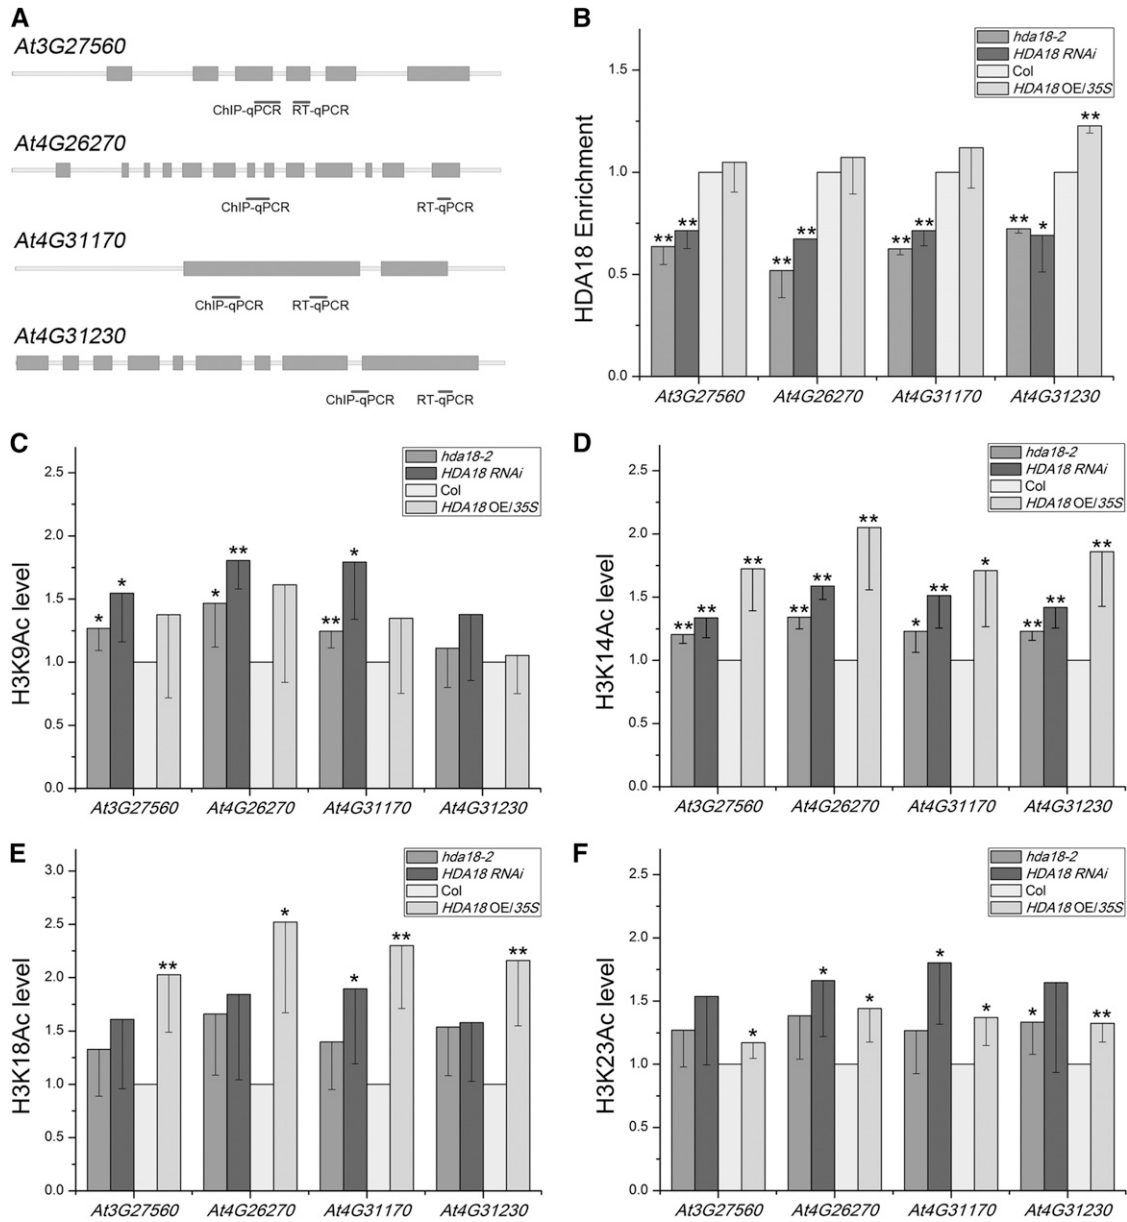 A
At3G27560
ChIP-qPCR RT-qPCR
At4G26270
ChIP-qPCR RT-qPCR
At4G31170
ChIP-qPCR RT-qPCR
At4G31230
ChIP-qPCR RT-qPCR
B
hda18-2
HDA18 RNAi
Col
HDA18 OE/35S
HDA18 Enrichment
1.5
1.0
0.5
0.0
** ** ** ** ** ** ** * **
At3G27560 At4G26270 At4G31170 At4G31230
C
hda18-2
HDA18 RNAi
Col
HDA18 OE/35S
H3K9Ac level
2.5
2.0
1.5
1.0
0.5
0.0
* * * ** ** *
At3G27560 At4G26270 At4G31170 At4G31230
D
hda18-2
HDA18 RNAi
Col
HDA18 OE/35S
H3K14Ac level
2.5
2.0
1.5
1.0
0.5
0.0
** ** ** ** ** ** * ** * ** ** **
At3G27560 At4G26270 At4G31170 At4G31230
E
hda18-2
HDA18 RNAi
Col
HDA18 OE/35S
H3K18Ac level
3.0
2.5
2.0
1.5
1.0
0.5
0.0
** * * ** **
At3G27560 At4G26270 At4G31170 At4G31230
F
hda18-2
HDA18 RNAi
Col
HDA18 OE/35S
H3K23Ac level
2.5
2.0
1.5
1.0
0.5
0.0
* * * * * * **
At3G27560 At4G26270 At4G31170 At4G31230